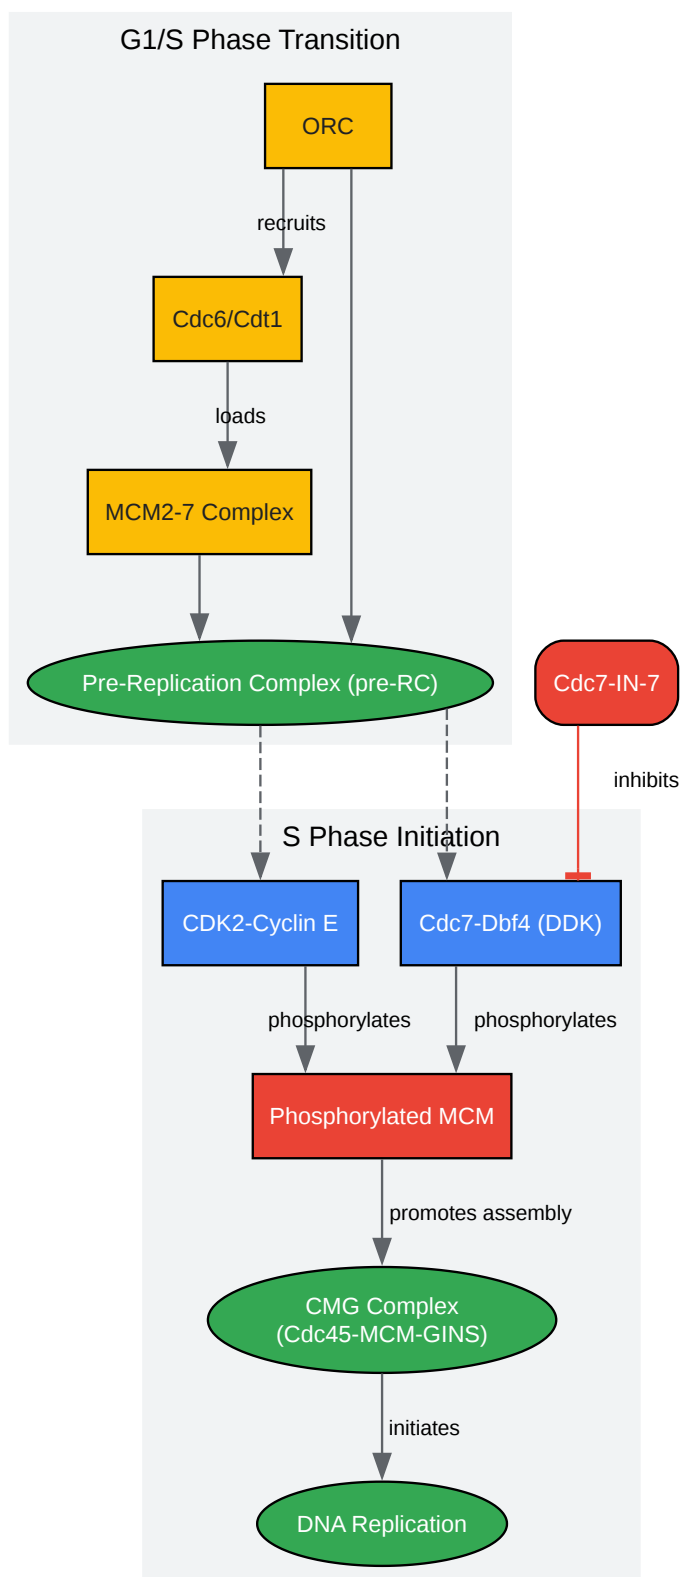 G1/S Phase Transition
ORC
recruits
Cdc6/Cdt1
loads
MCM2-7 Complex
Pre-Replication Complex (pre-RC)
Cdc7-IN-7
inhibits
S Phase Initiation
CDK2-Cyclin E
Cdc7-Dbf4 (DDK)
phosphorylates
phosphorylates
Phosphorylated MCM
promotes assembly
CMG Complex
(Cdc45-MCM-GINS)
initiates
DNA Replication